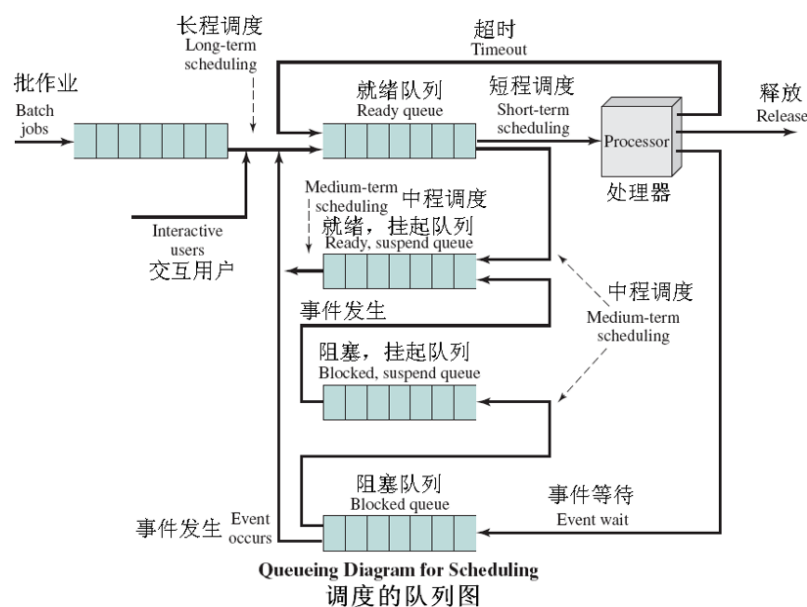 长程调度
Long-term
scheduling
超时
Timeout
批作业
Batch
jobs
就绪队列
Ready queue
短程调度
Short-term
scheduling
Processor
处理器
释放
Release
Interactive
users
交互用户
Medium-term
scheduling 中程调度
就绪，挂起队列
Ready, suspend queue
中程调度
Medium-term
scheduling
事件发生
阻塞，挂起队列
Blocked, suspend queue
阻塞队列
Blocked queue
事件等待
Event wait
事件发生 Event
occurs
Queueing Diagram for Scheduling
调度的队列图